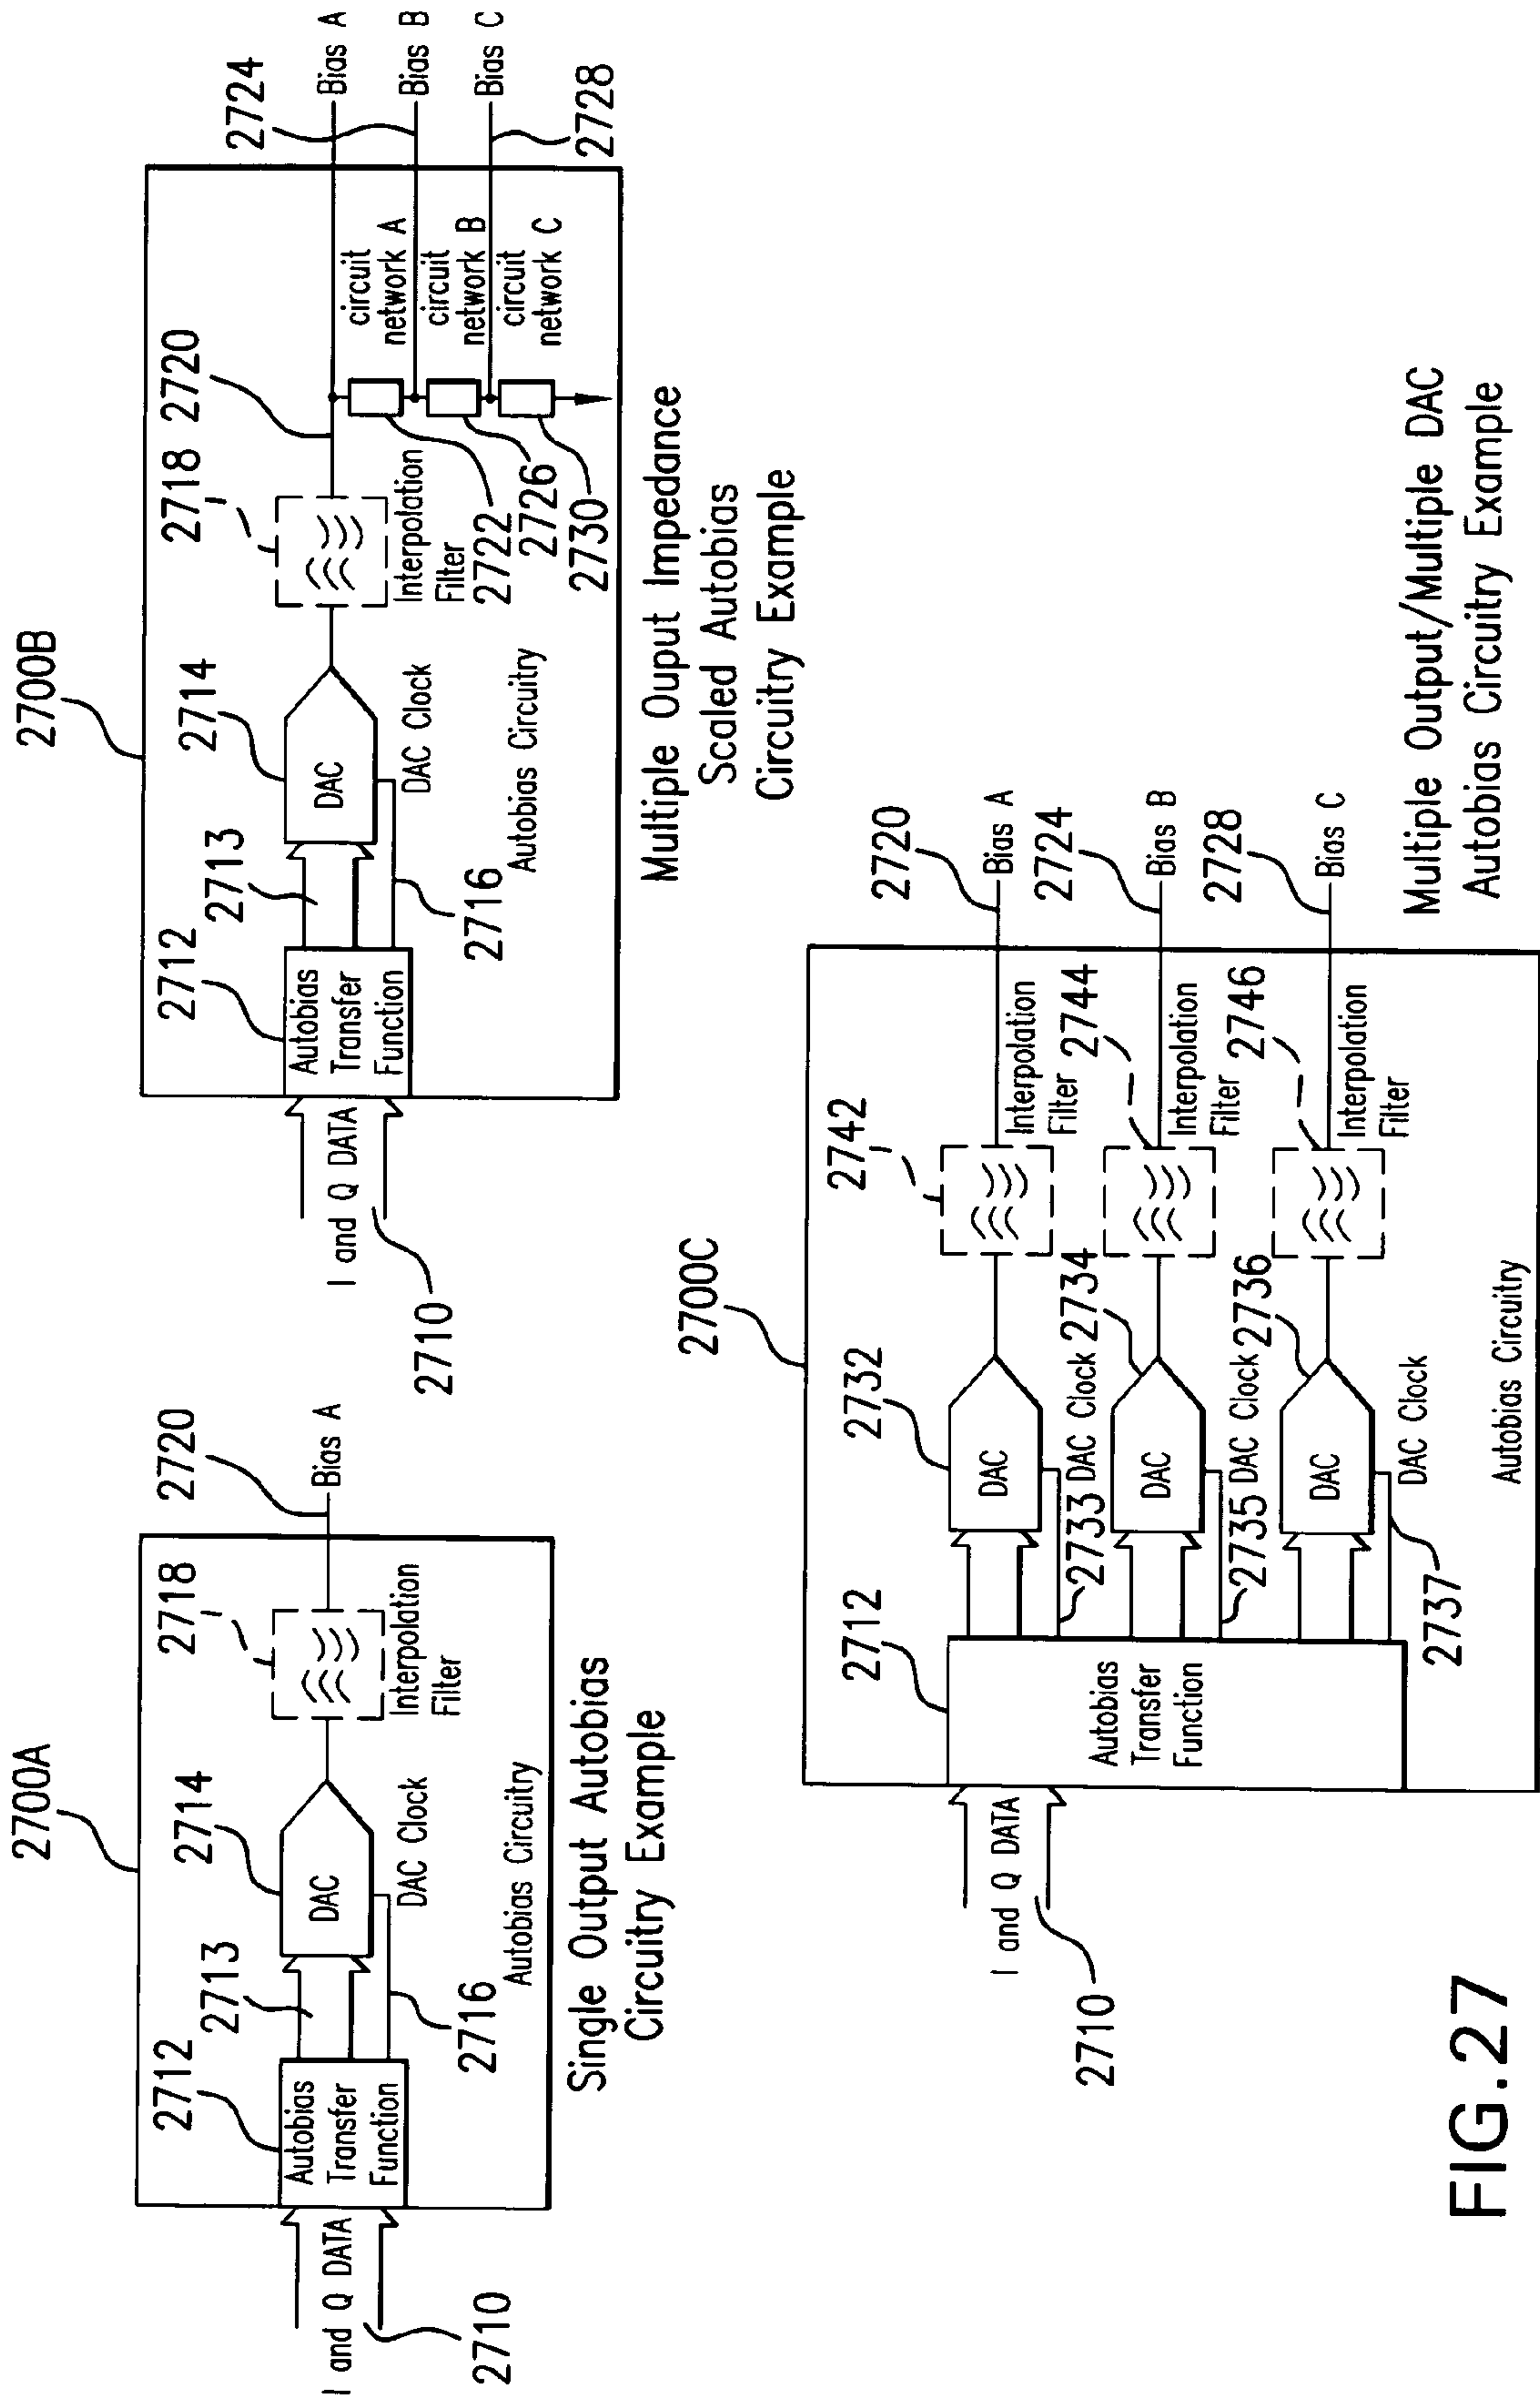 2700A
2712
2713
2714
2718
2720
I and Q DATA
2710
Autobias
Transfer
Function
DAC
DAC Clock
2716
Interpolation
Filter
Bias A
Autobias Circuitry
Single Output Autobias
Circuitry Example
2700B
2712
2713
2714
2718
2720
2724
I and Q DATA
2710
Autobias
Transfer
Function
DAC
DAC Clock
2716
Interpolation
Filter
2722
2726
2730
circuit
network A
circuit
network B
circuit
network C
Bias A
Bias B
Bias C
2728
Autobias Circuitry
Multiple Ouput Impedance
Scaled Autobias
Circuitry Example
2700C
2712
2732
2742
2720
I and Q DATA
2710
Autobias
Transfer
Function
DAC
2733
DAC Clock
2734
Interpolation
Filter
2744
Bias A
2724
DAC
2735
DAC Clock
2736
Interpolation
Filter
2746
Bias B
2728
DAC
2737
DAC Clock
Interpolation
Filter
Bias C
Autobias Circuitry
Multiple Output/Multiple DAC
Autobias Circuitry Example
FIG.27